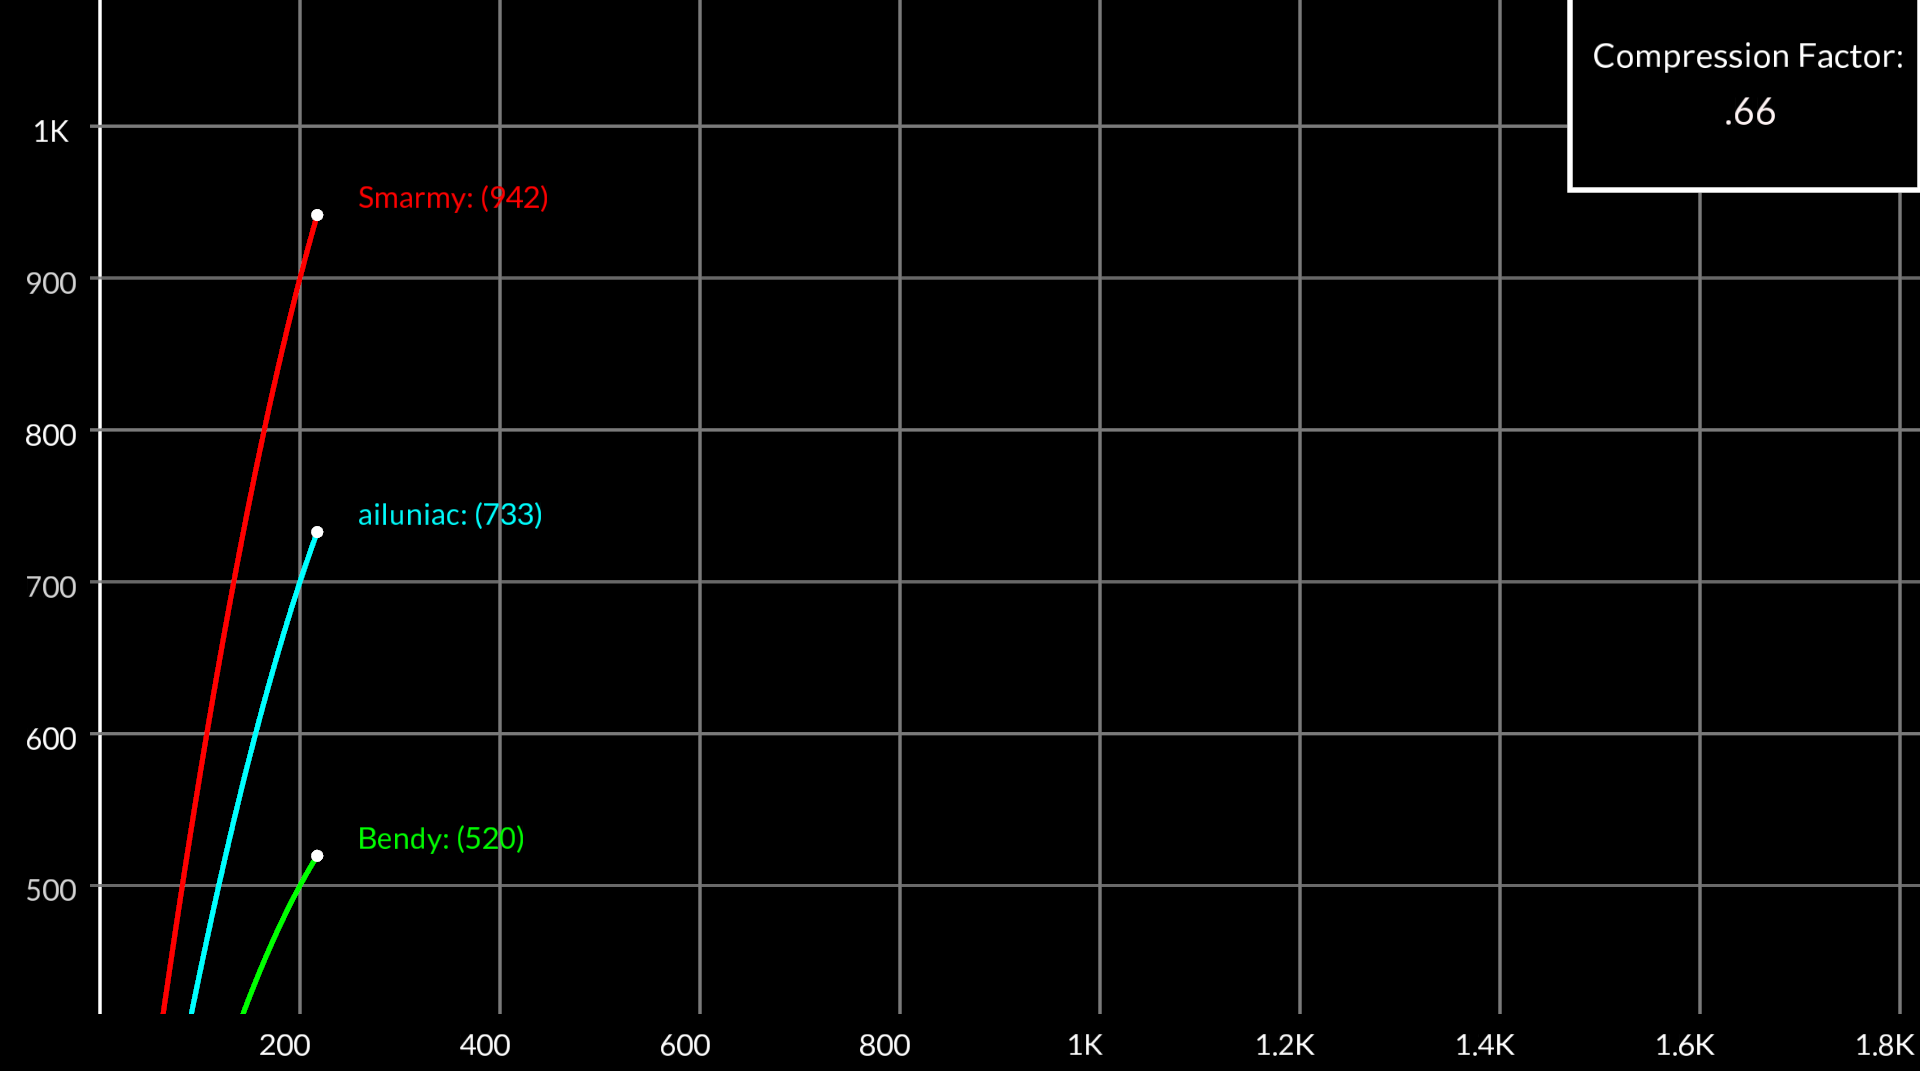 Compression Factor:
.66
1K
Smarmy: (942)
900
800
ailuniac: (733)
700
600
Bendy: (520)
500
200 400 600 800 1K 1.2K 1.4K 1.6K 1.8K